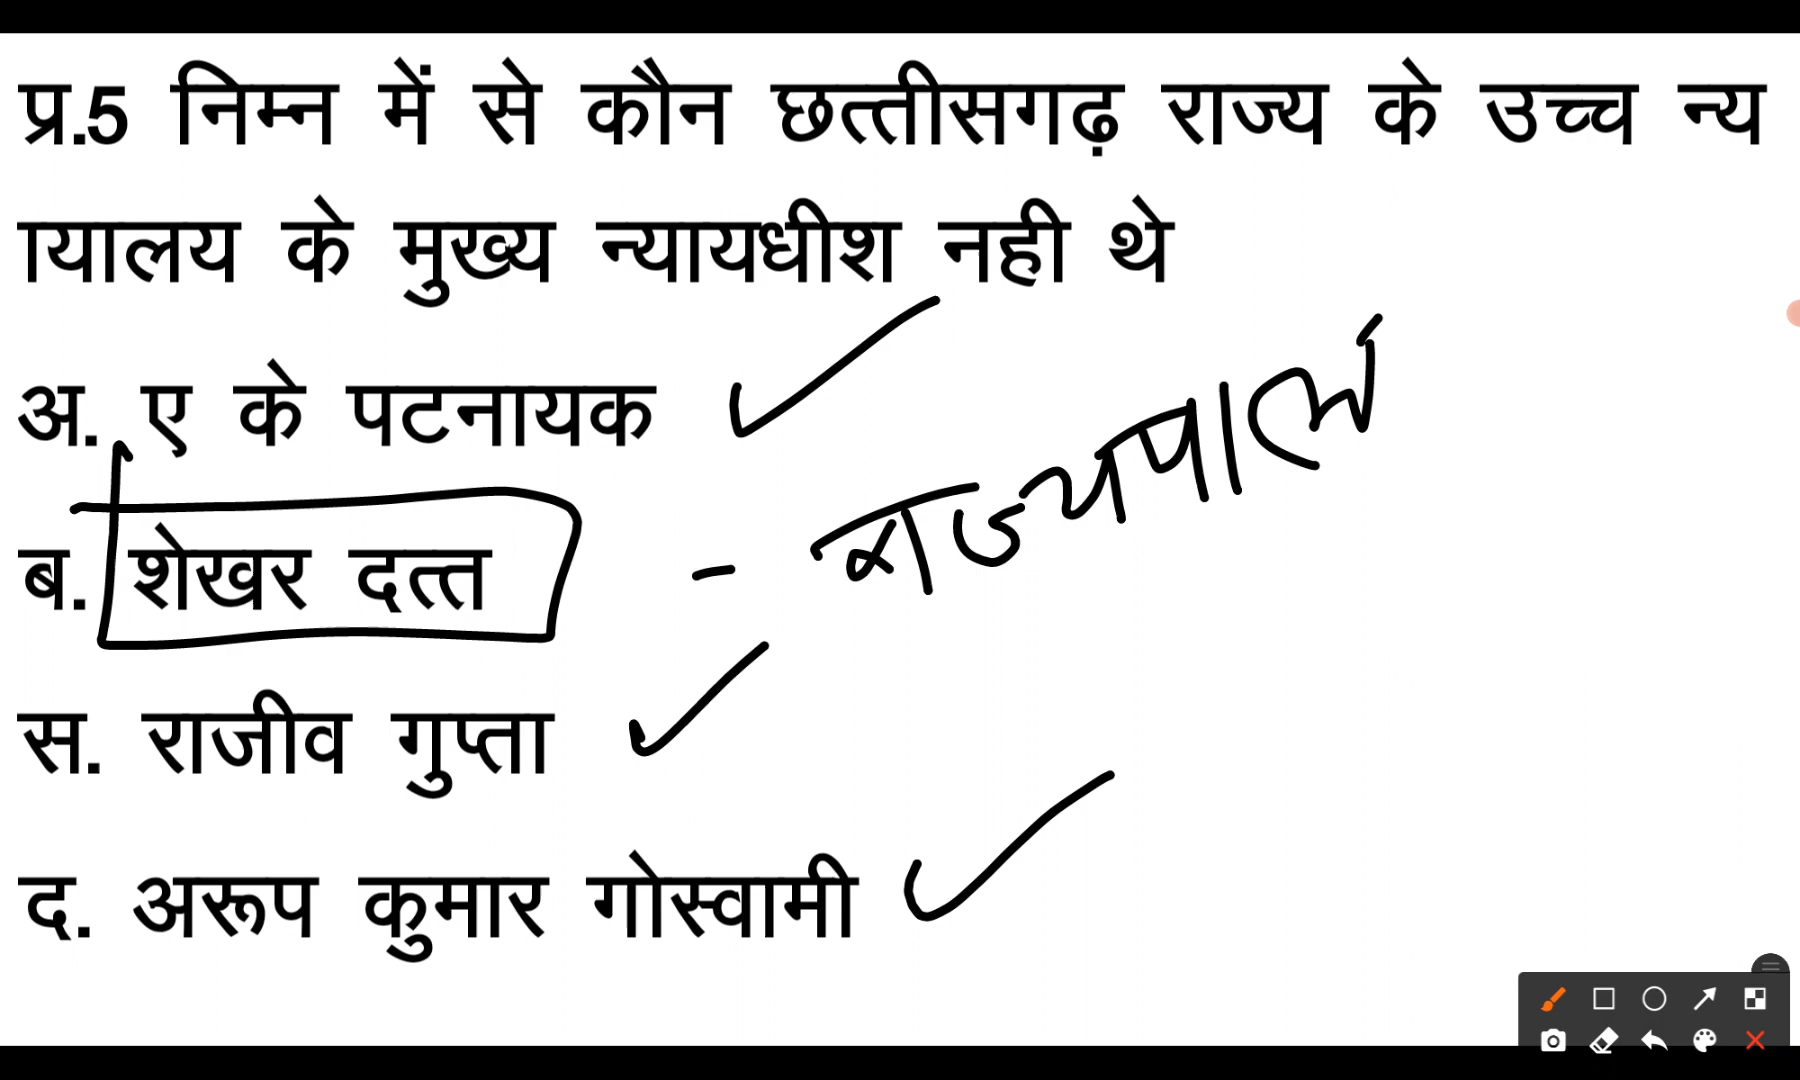 प्र.5 निम्न में से कौन छत्तीसगढ़ राज्य के उच्च न्य
ायालय के मुख्य न्यायधीश नही थे
अ. ए के पटनायक
ब. शेखर दत्त - राज्यपाल
स. राजीव गुप्ता
द. अरूप कुमार गोस्वामी